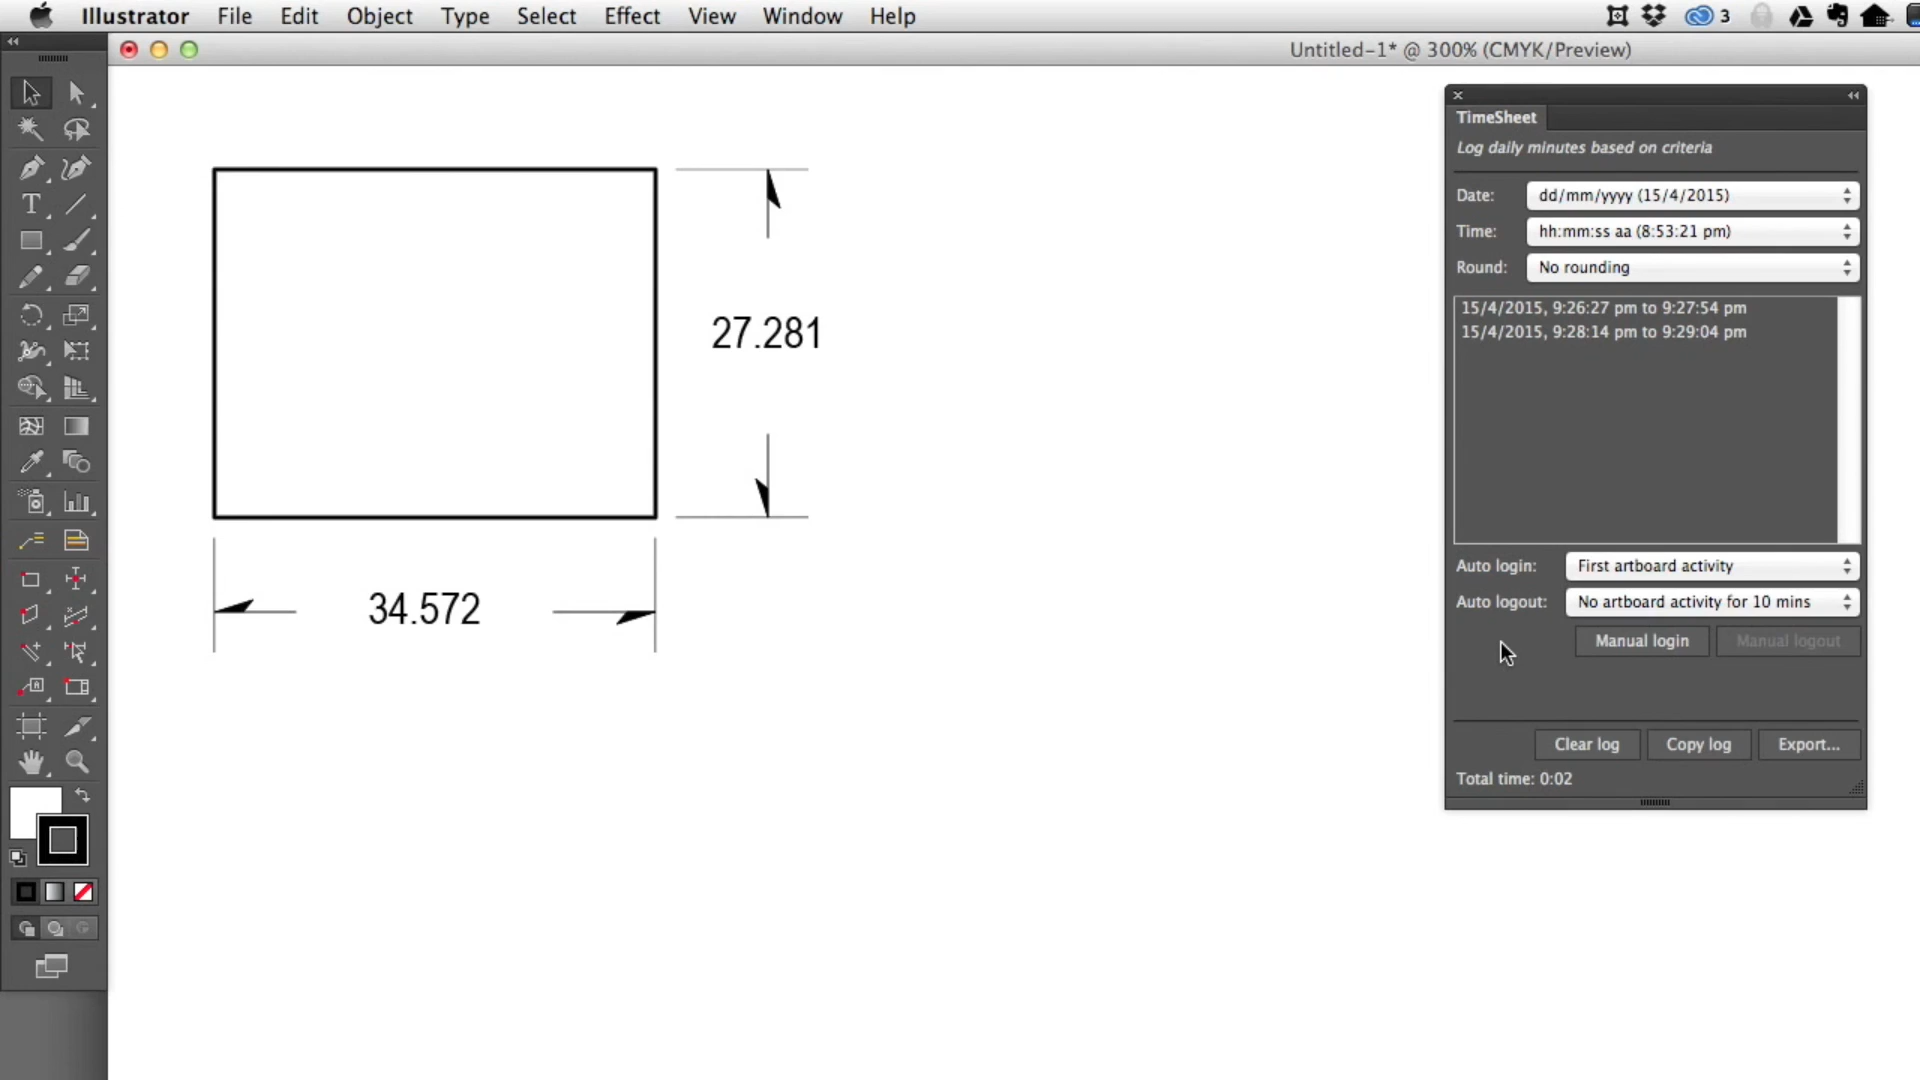 Illustrator File Edit Object Type Select Effect View Window Help 3
Untitled-1* @ 300% (CMYK/Preview)
TimeSheet
Log daily minutes based on criteria
Date: dd/mm/yyyy (15/4/2015)
Time: hh:mm:ss aa (8:53:21 pm)
Round: No rounding
15/4/2015, 9:26:27 pm to 9:27:54 pm
15/4/2015, 9:28:14 pm to 9:29:04 pm
27.281
34.572
Auto login: First artboard activity
Auto logout: No artboard activity for 10 mins
Manual login Manual logout
Clear log Copy log Export...
Total time: 0:02